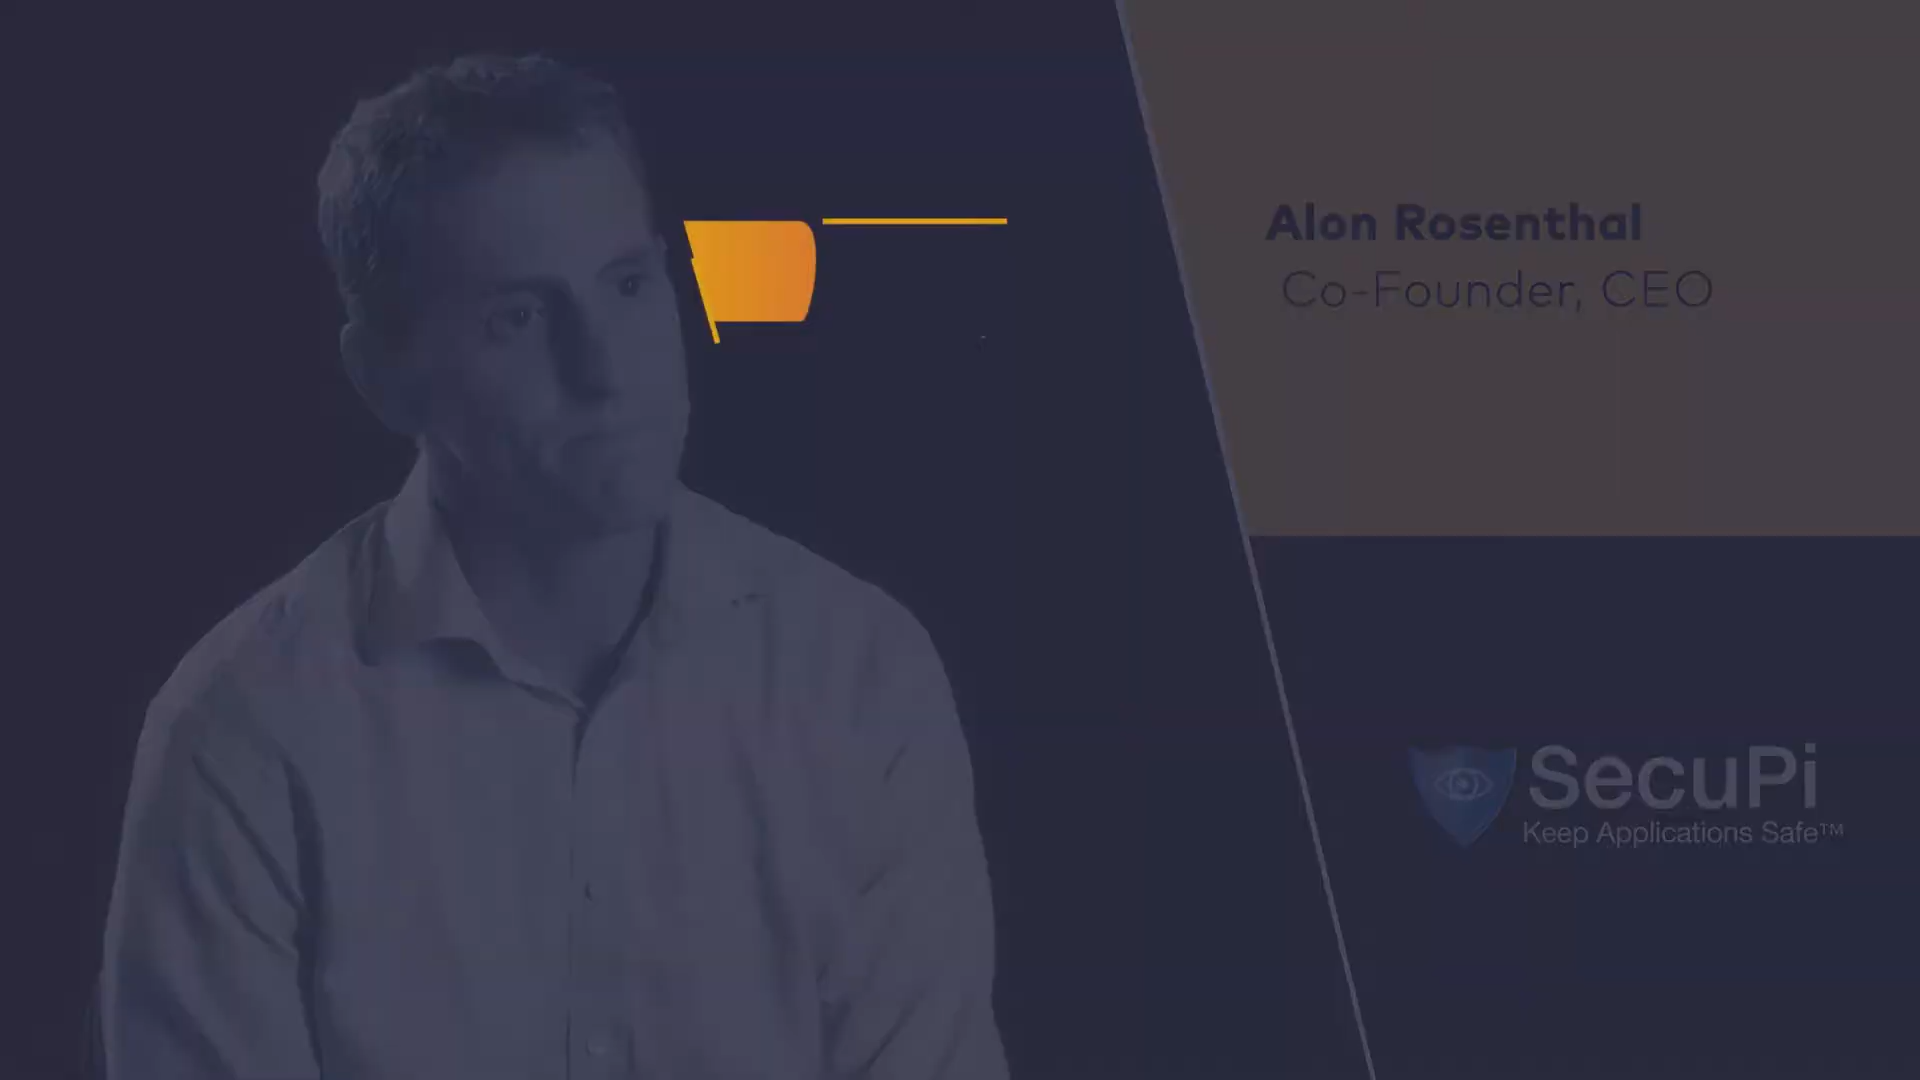 Alon Rosenthal
Co-Founder, CEO
SecuPi
Keep Applications Safe™